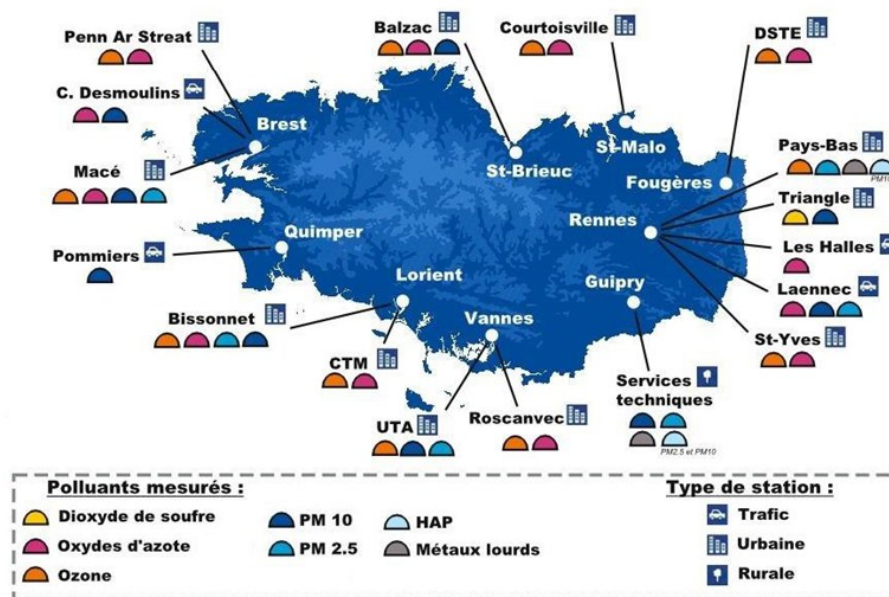 Penn Ar Streat
Balzac
Courtoisville
DSTE
C. Desmoulins
Brest
Macé
St-Brieuc
St-Malo
Fougères
Pays-Bas
PM10
Triangle
Rennes
Les Halles
Quimper
Pommiers
Lorient
Guipry
Laennec
Bissonnet
Vannes
St-Yves
CTM
UTA
Roscanvec
Services
techniques
PM2.5 et PM10
Polluants mesurés :
Dioxyde de soufre
Oxydes d'azote
Ozone
PM 10
PM 2.5
HAP
Métaux lourds
Type de station :
Trafic
Urbaine
Rurale